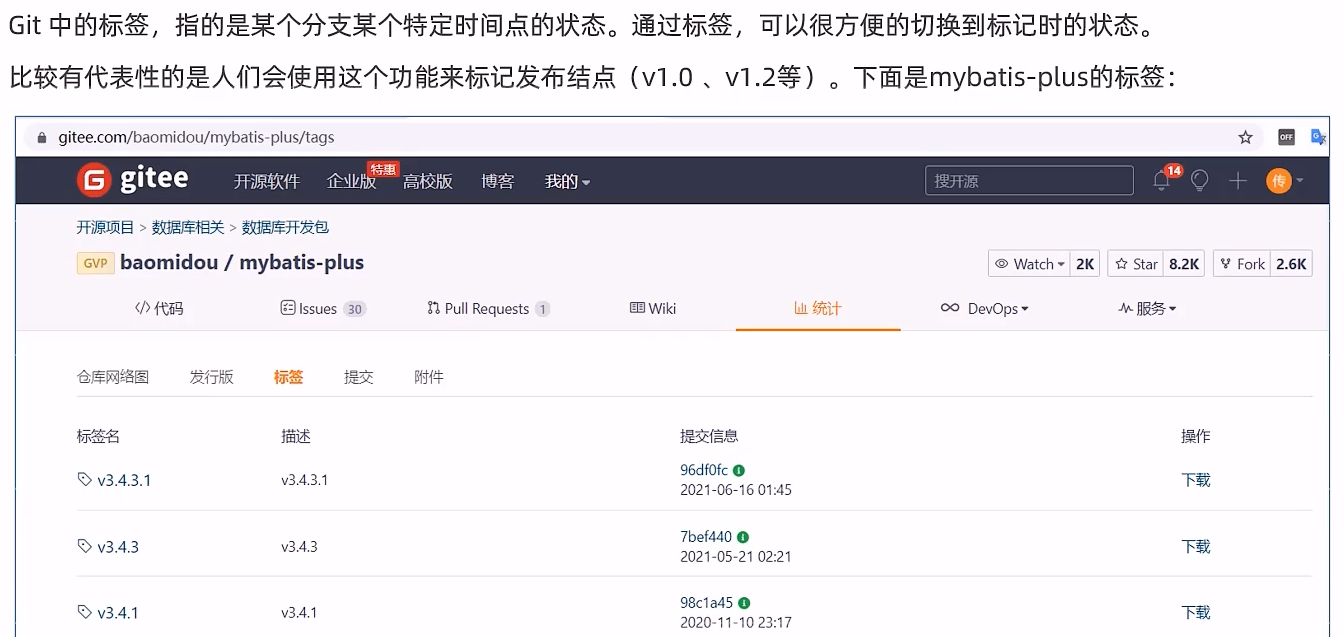 Git 中的标签，指的是某个分支某个特定时间点的状态。通过标签，可以很方便的切换到标记时的状态。
比较有代表性的是人们会使用这个功能来标记发布结点（v1.0 、v1.2等）。下面是mybatis-plus的标签：
gitee.com/baomidou/mybatis-plus/tags OFF G
G gitee 开源软件 企业版 特惠 高校版 博客 我的 搜开源 14 传
开源项目 > 数据库相关 > 数据库开发包
GVP baomidou / mybatis-plus Watch 2K Star 8.2K Fork 2.6K
</> 代码 Issues 30 Pull Requests 1 Wiki 统计 DevOps 服务
仓库网络图 发行版 标签 提交 附件
标签名 描述 提交信息 操作
v3.4.3.1 v3.4.3.1 96df0fc 下载
2021-06-16 01:45
v3.4.3 v3.4.3 7bef440 下载
2021-05-21 02:21
v3.4.1 v3.4.1 98c1a45 下载
2020-11-10 23:17